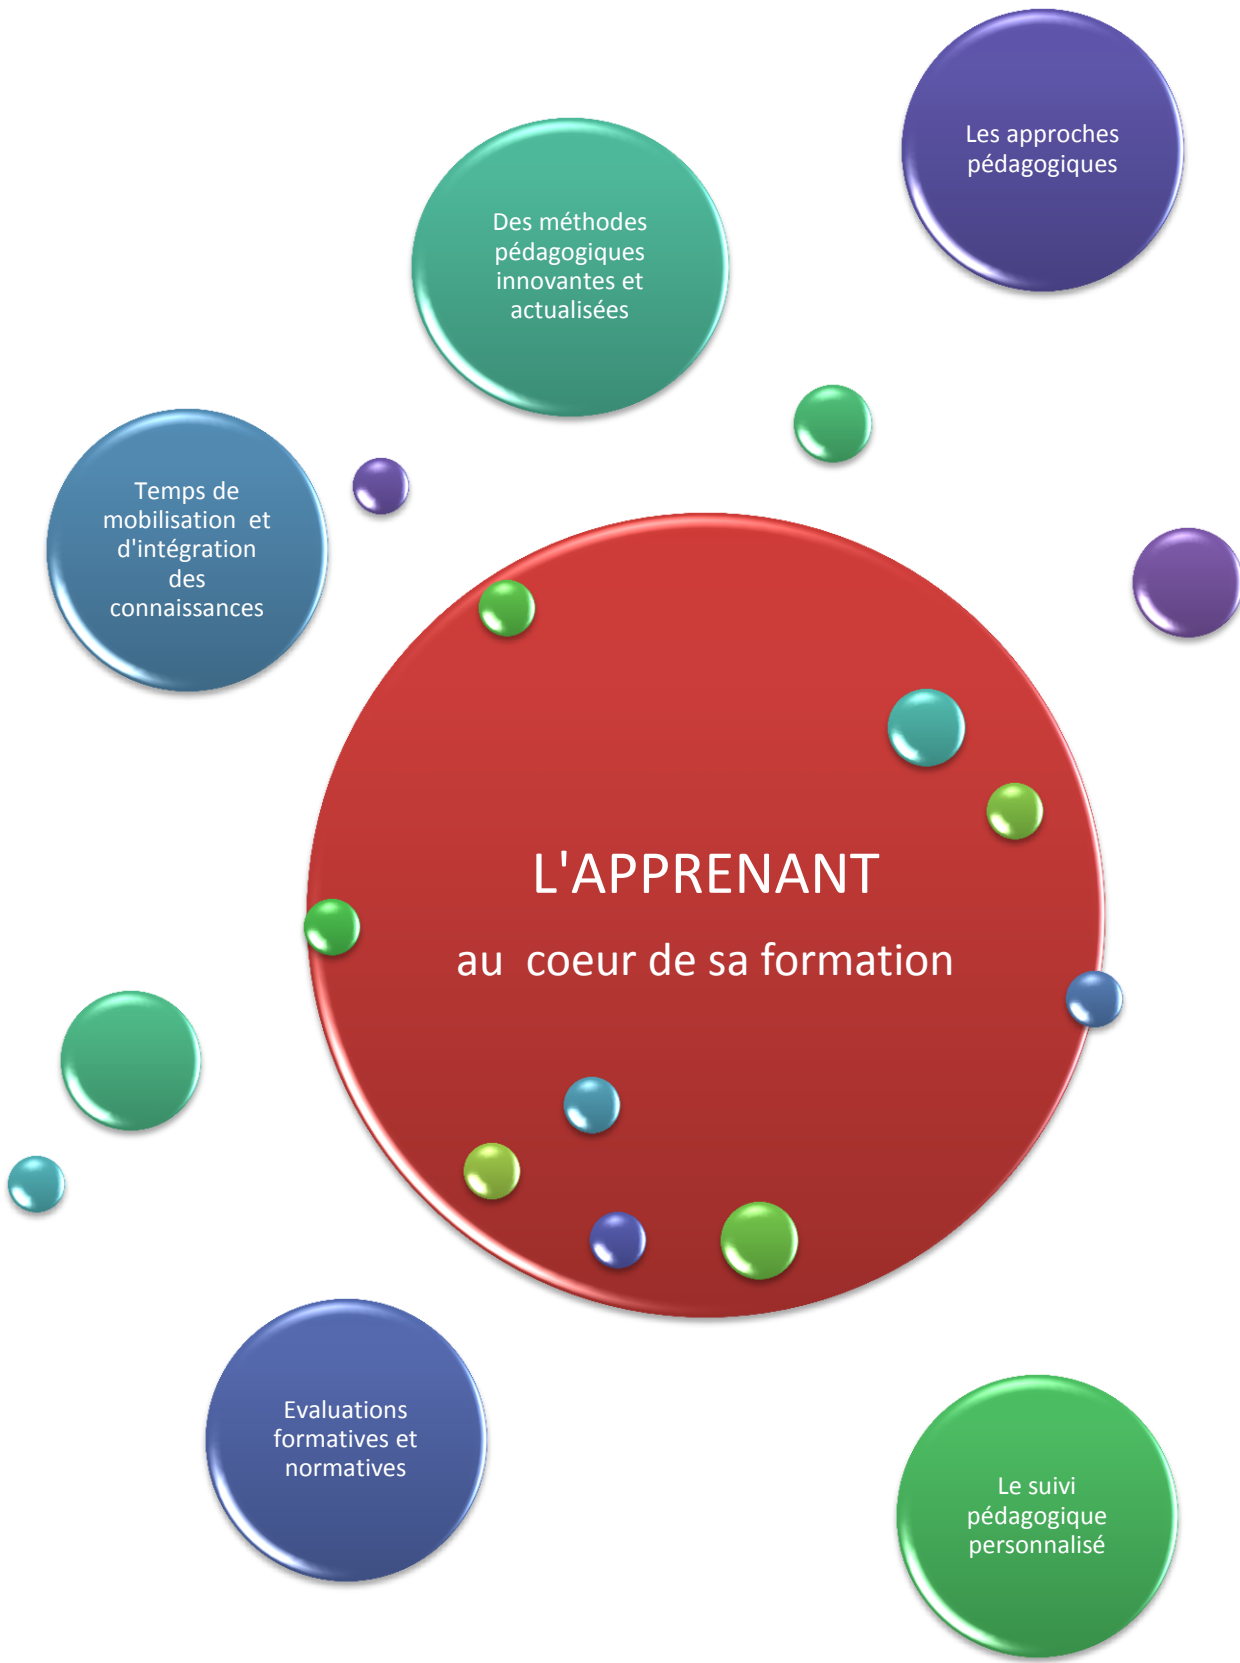 Les approches
pédagogiques
Des méthodes
pédagogiques
innovantes et
actualisées
Temps de
mobilisation  et
d'intégration
des
connaissances
L'APPRENANT
au  coeur de sa formation
Evaluations
formatives et
normatives
Le suivi
pédagogique
personnalisé